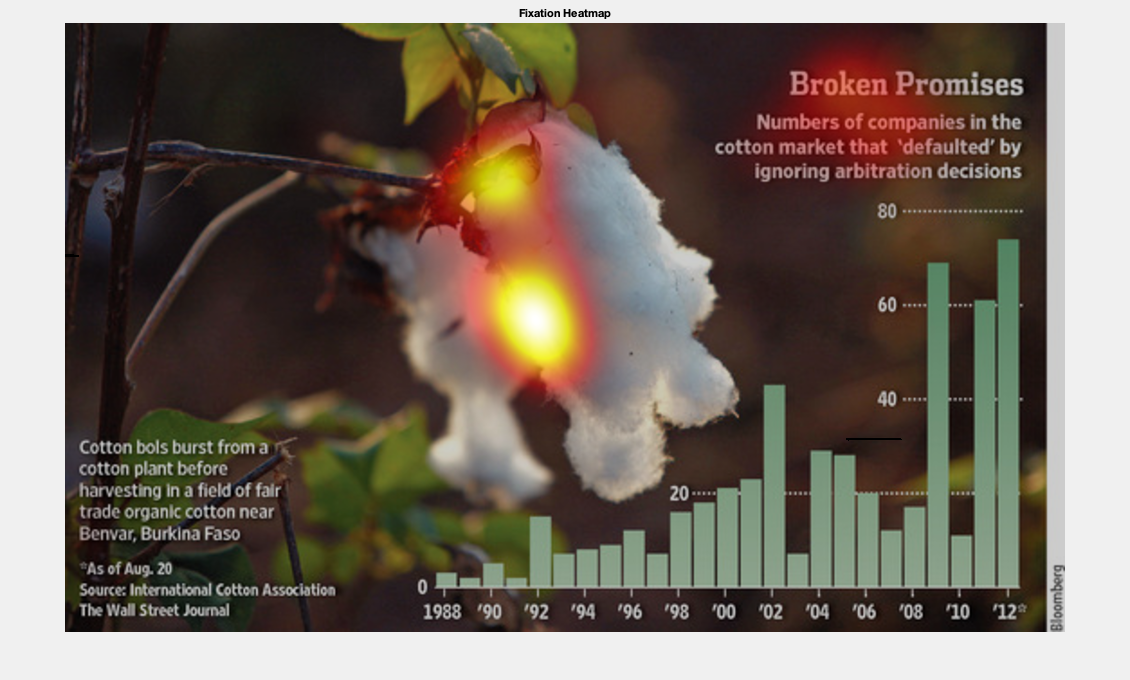 Fixation Heatmap
Broken Promises
Numbers of companies in the
cotton market that 'defaulted' by
ignoring arbitration decisions
80
60
40
20
0
1988 '90 '92 '94 '96 '98 '00 '02 '04 '06 '08 '10 '12☆
Cotton bols burst from a
cotton plant before
harvesting in a field of fair
trade organic cotton near
Benvar, Burkina Faso
☆As of Aug. 20
Source: International Cotton Association
The Wall Street Journal
Bloomberg